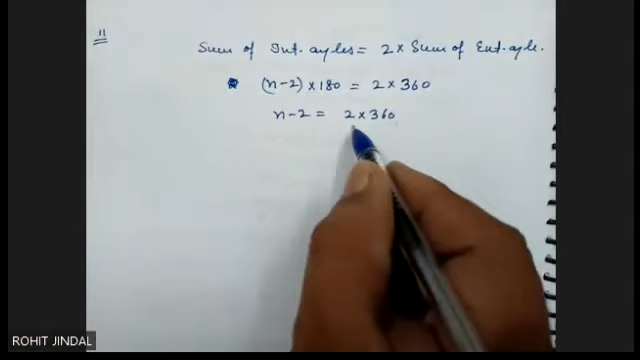 11
Sum of Int. angles = 2 × Sum of Ext. angle.
(n-2) × 180 = 2 × 360
n-2 = 2 × 360
ROHIT JINDAL